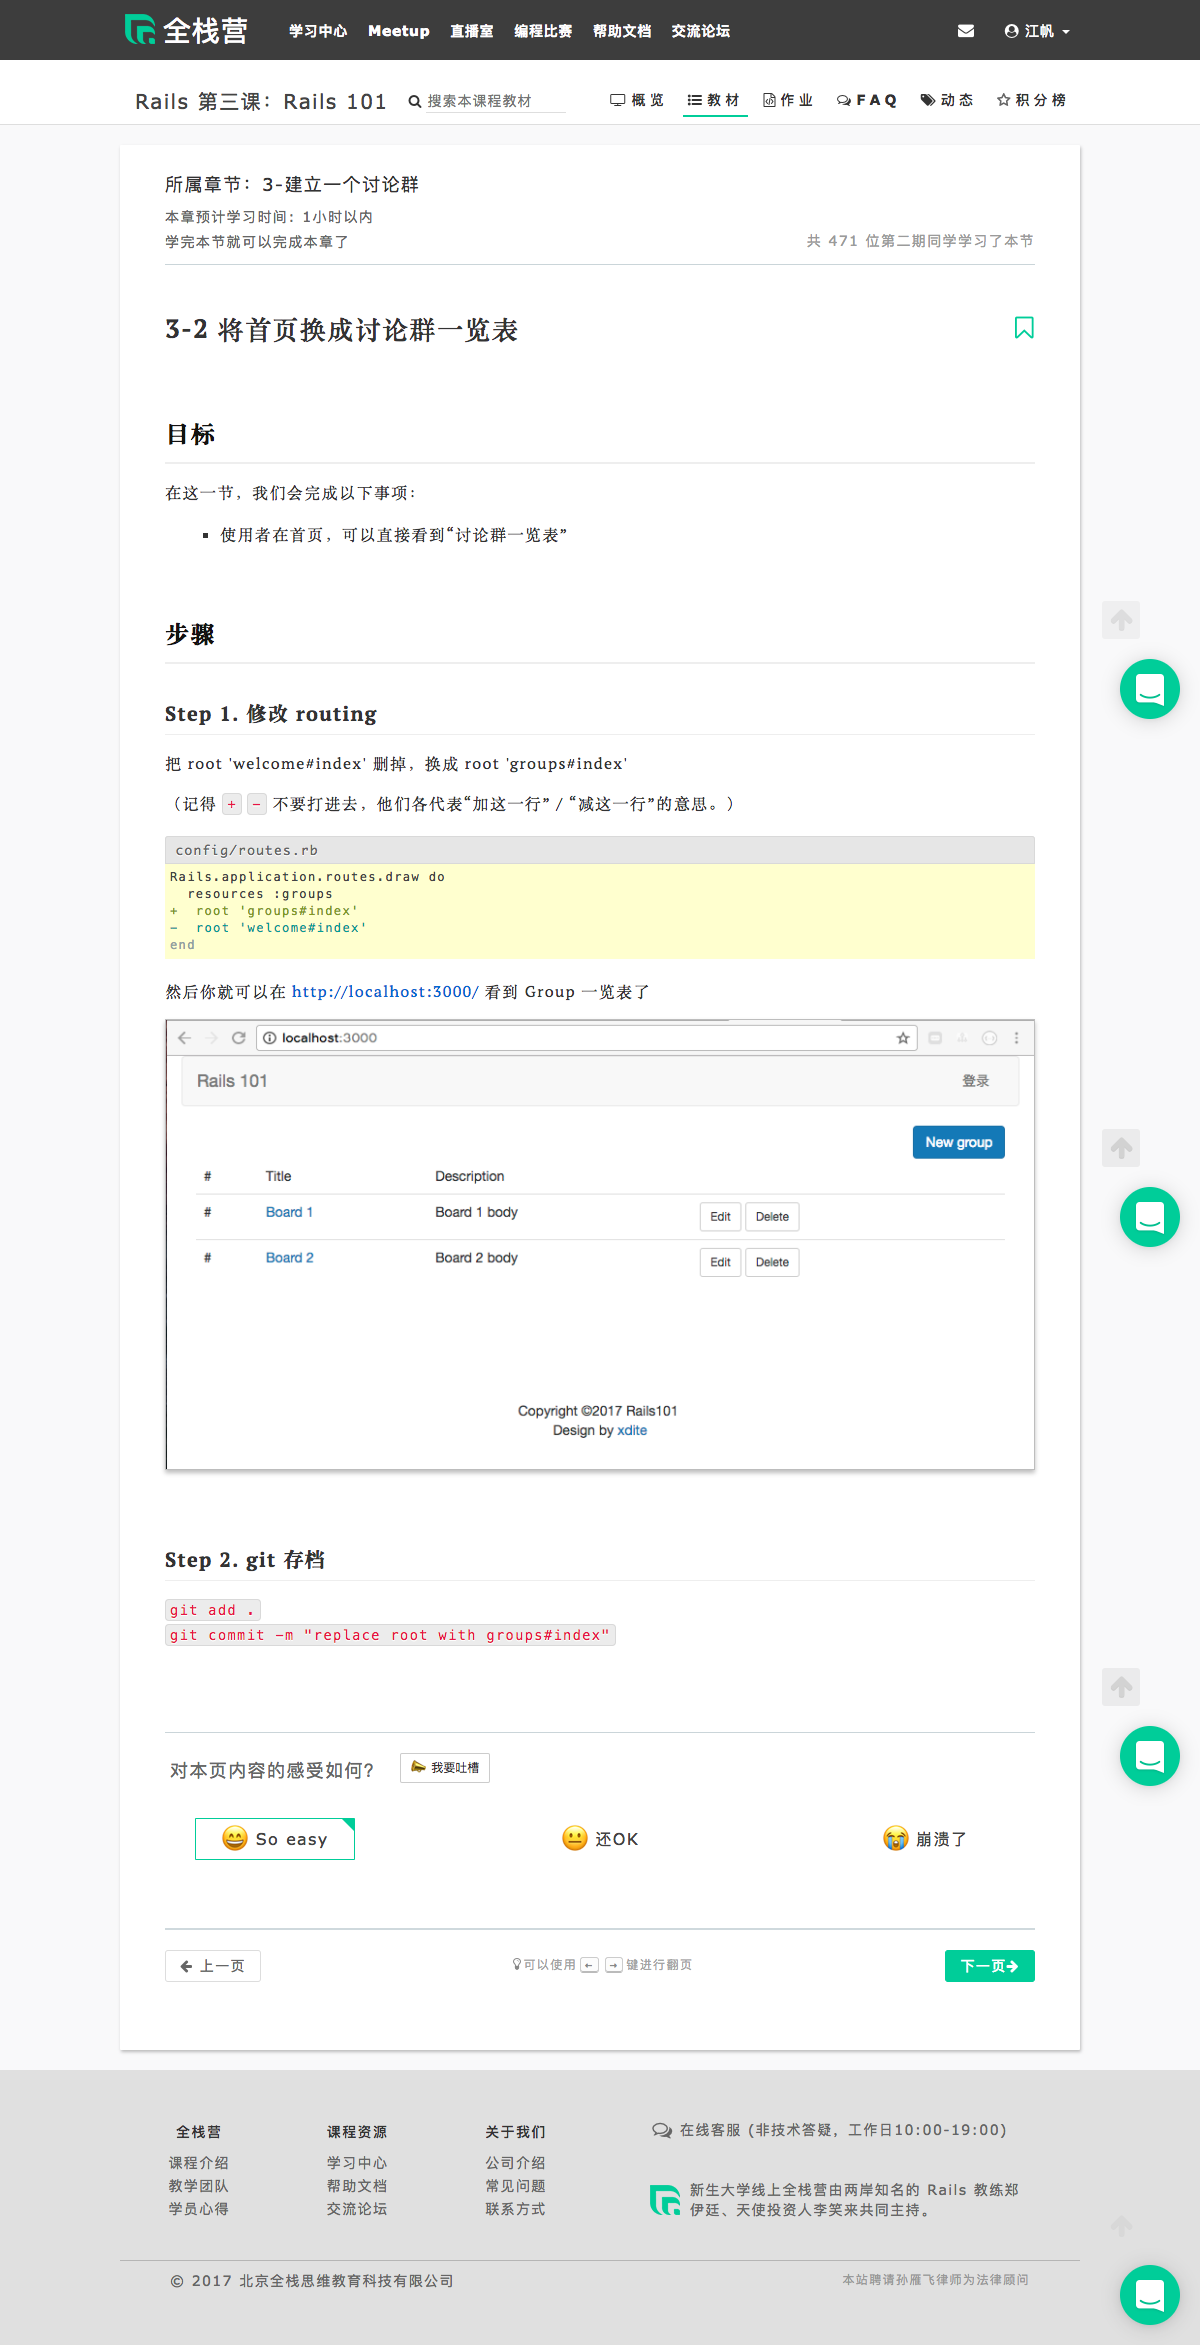 全栈营 学习中心 Meetup 直播室 编程比赛 帮助文档 交流论坛 江帆
Rails 第三课：Rails 101 搜索本课程教材 概览 教材 作业 FAQ 动态 积分榜
所属章节：3-建立一个讨论群
本章预计学习时间：1小时以内
学完本节就可以完成本章了 共 471 位第二期同学学习了本节
3-2 将首页换成讨论群一览表
目标
在这一节，我们会完成以下事项：
使用者在首页，可以直接看到“讨论群一览表”
步骤
Step 1. 修改 routing
把 root 'welcome#index' 删掉，换成 root 'groups#index'
（记得 + - 不要打进去，他们各代表“加这一行” / “减这一行”的意思。）
config/routes.rb
Rails.application.routes.draw do
resources :groups
+ root 'groups#index'
- root 'welcome#index'
end
然后你就可以在 http://localhost:3000/ 看到 Group 一览表了
localhost:3000
Rails 101 登录
New group
# Title Description
# Board 1 Board 1 body Edit Delete
# Board 2 Board 2 body Edit Delete
Copyright ©2017 Rails101
Design by xdite
Step 2. git 存档
git add .
git commit -m "replace root with groups#index"
对本页内容的感受如何？ 我要吐槽
So easy 还OK 崩溃了
← 上一页 可以使用 ← → 键进行翻页 下一页→
全栈营 课程资源 关于我们 在线客服 (非技术答疑，工作日10:00-19:00)
课程介绍 学习中心 公司介绍
教学团队 帮助文档 常见问题 新生大学线上全栈营由两岸知名的 Rails 教练郑
学员心得 交流论坛 联系方式 伊廷、天使投资人李笑来共同主持。
© 2017 北京全栈思维教育科技有限公司 本站聘请孙雁飞律师为法律顾问